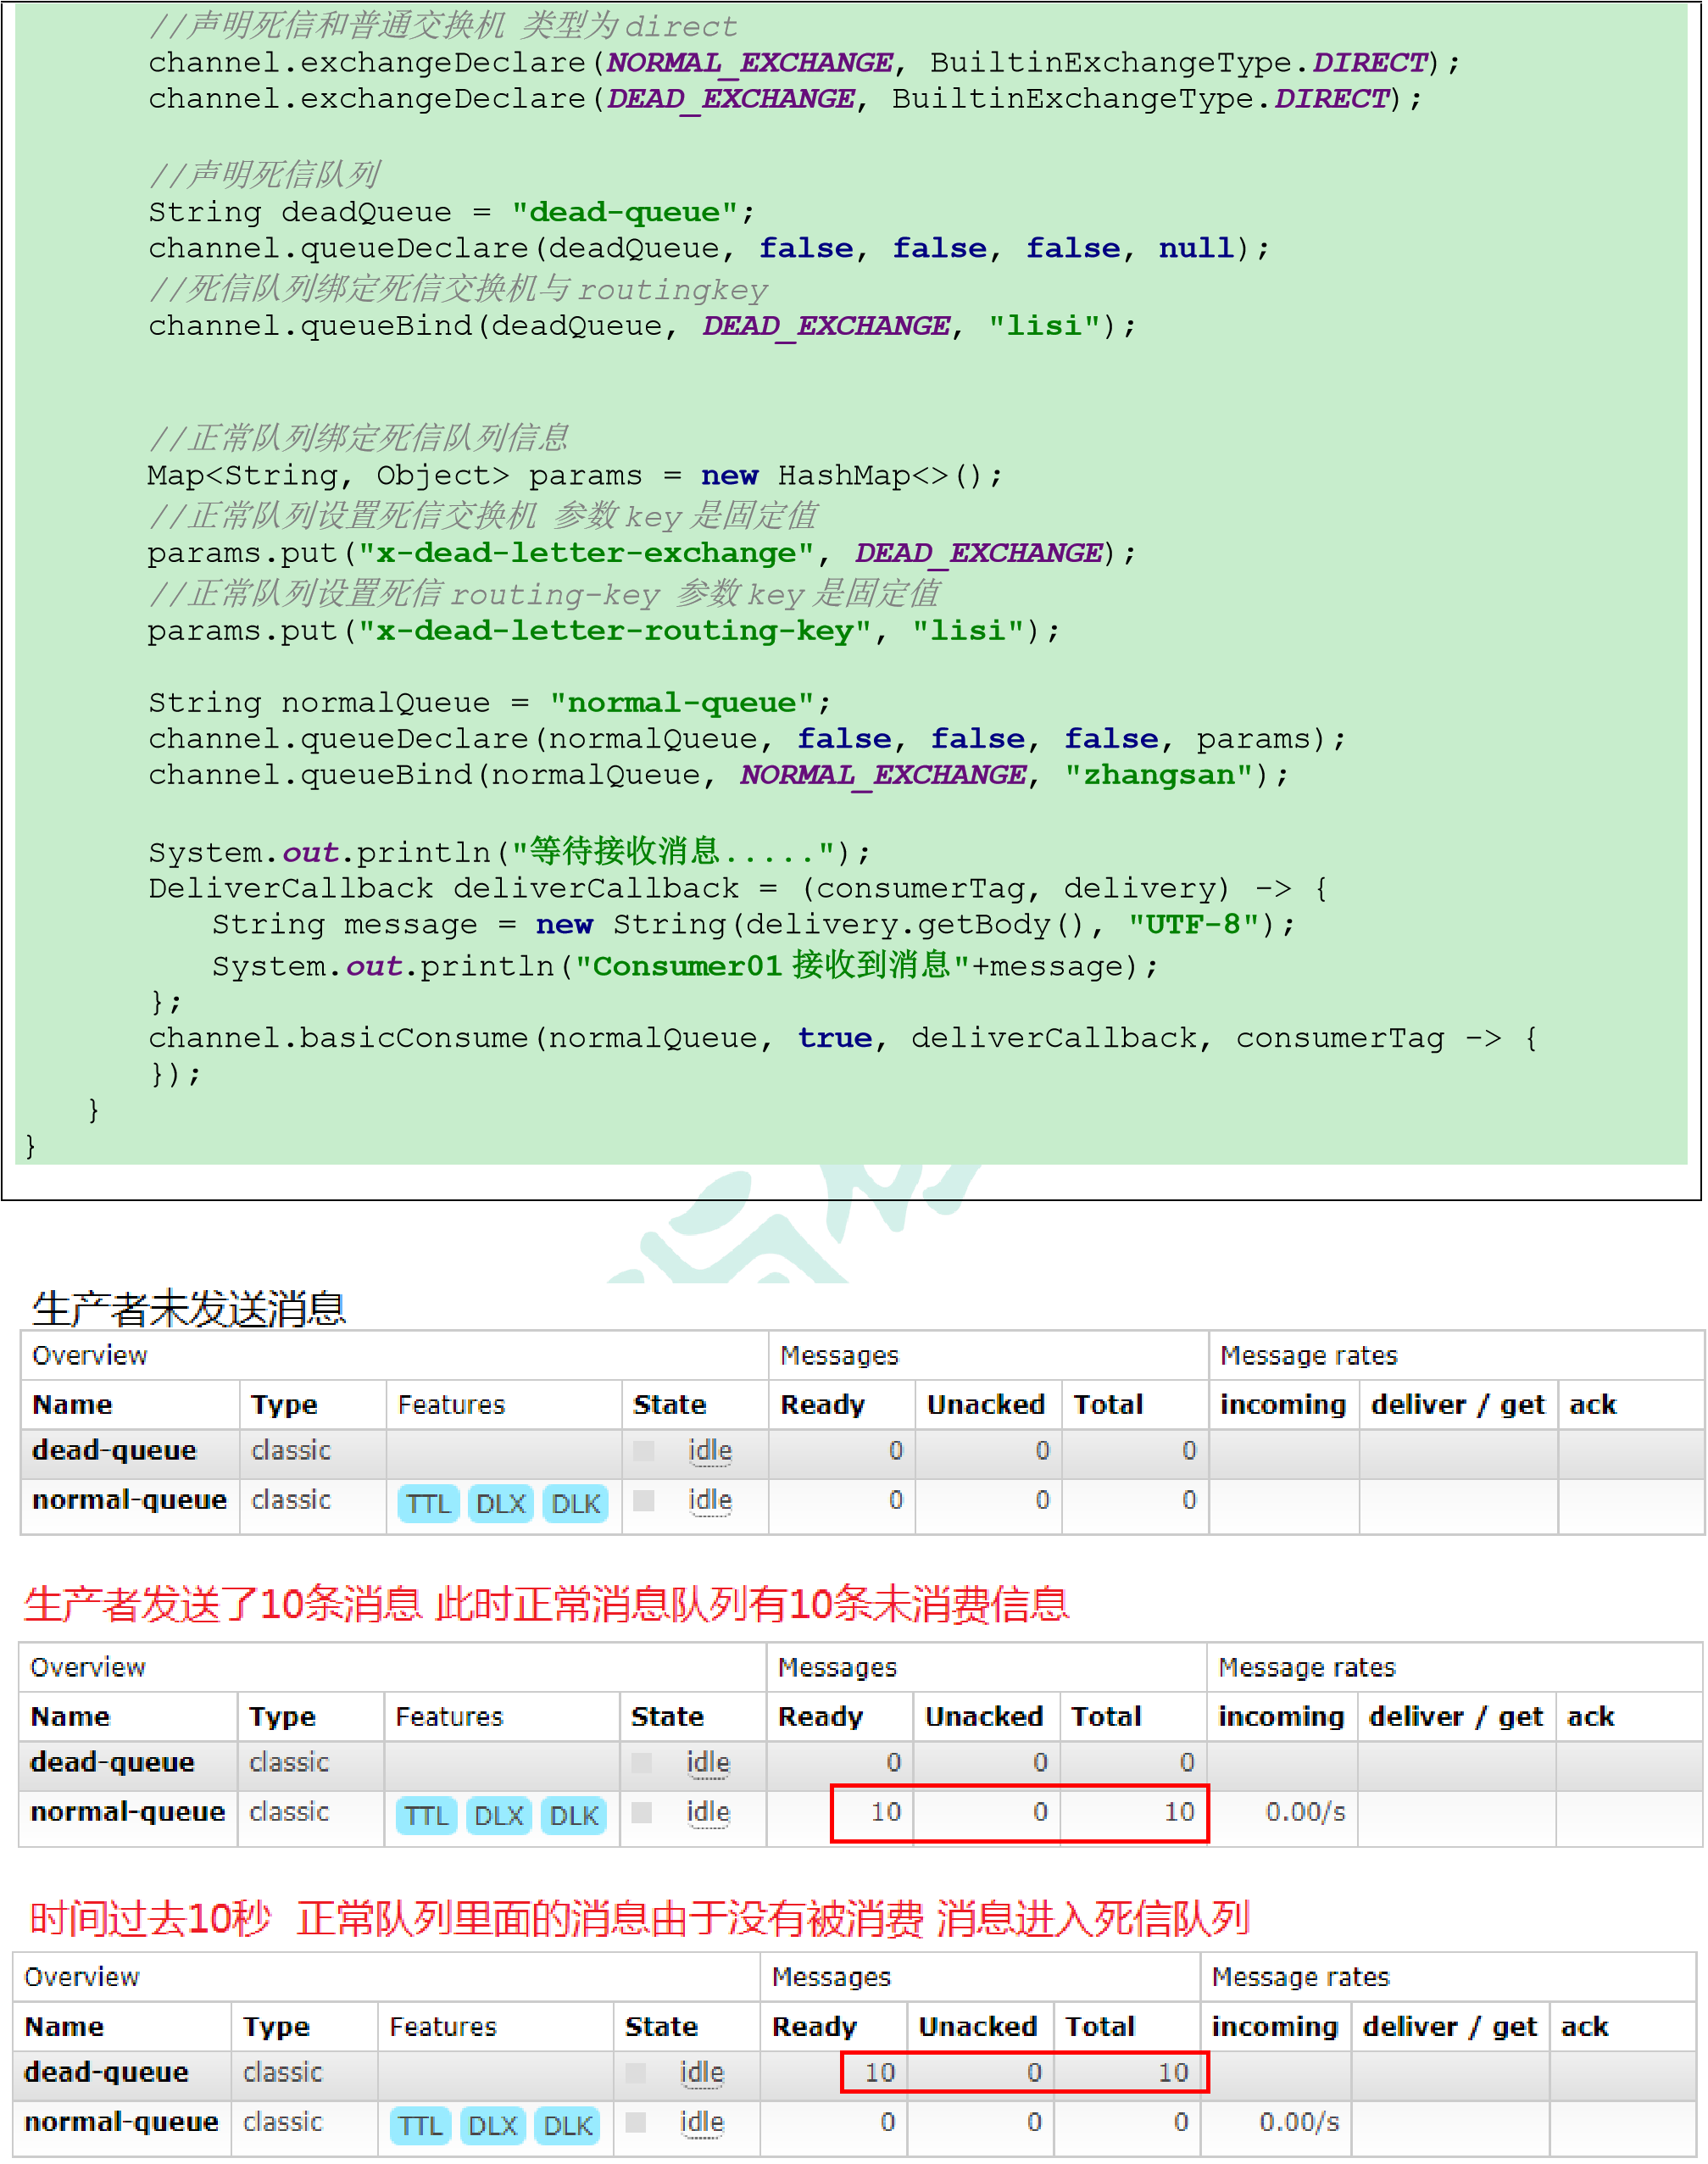 //声明死信和普通交换机 类型为 direct
channel.exchangeDeclare(NORMAL_EXCHANGE, BuiltinExchangeType.DIRECT);
channel.exchangeDeclare(DEAD_EXCHANGE, BuiltinExchangeType.DIRECT);
//声明死信队列
String deadQueue = "dead-queue";
channel.queueDeclare(deadQueue, false, false, false, null);
//死信队列绑定死信交换机与 routingkey
channel.queueBind(deadQueue, DEAD_EXCHANGE, "lisi");
//正常队列绑定死信队列信息
Map<String, Object> params = new HashMap<>();
//正常队列设置死信交换机 参数 key 是固定值
params.put("x-dead-letter-exchange", DEAD_EXCHANGE);
//正常队列设置死信 routing-key 参数 key 是固定值
params.put("x-dead-letter-routing-key", "lisi");
String normalQueue = "normal-queue";
channel.queueDeclare(normalQueue, false, false, false, params);
channel.queueBind(normalQueue, NORMAL_EXCHANGE, "zhangsan");
System.out.println("等待接收消息.....");
DeliverCallback deliverCallback = (consumerTag, delivery) -> {
String message = new String(delivery.getBody(), "UTF-8");
System.out.println("Consumer01 接收到消息"+message);
};
channel.basicConsume(normalQueue, true, deliverCallback, consumerTag -> {
});
}
}
生产者未发送消息
Overview Messages Message rates
Name Type Features State Ready Unacked Total incoming deliver / get ack
dead-queue classic idle 0 0 0
normal-queue classic TTL DLX DLK idle 0 0 0
生产者发送了10条消息 此时正常消息队列有10条未消费信息
Overview Messages Message rates
Name Type Features State Ready Unacked Total incoming deliver / get ack
dead-queue classic idle 0 0 0
normal-queue classic TTL DLX DLK idle 10 0 10 0.00/s
时间过去10秒 正常队列里面的消息由于没有被消费 消息进入死信队列
Overview Messages Message rates
Name Type Features State Ready Unacked Total incoming deliver / get ack
dead-queue classic idle 10 0 10
normal-queue classic TTL DLX DLK idle 0 0 0 0.00/s